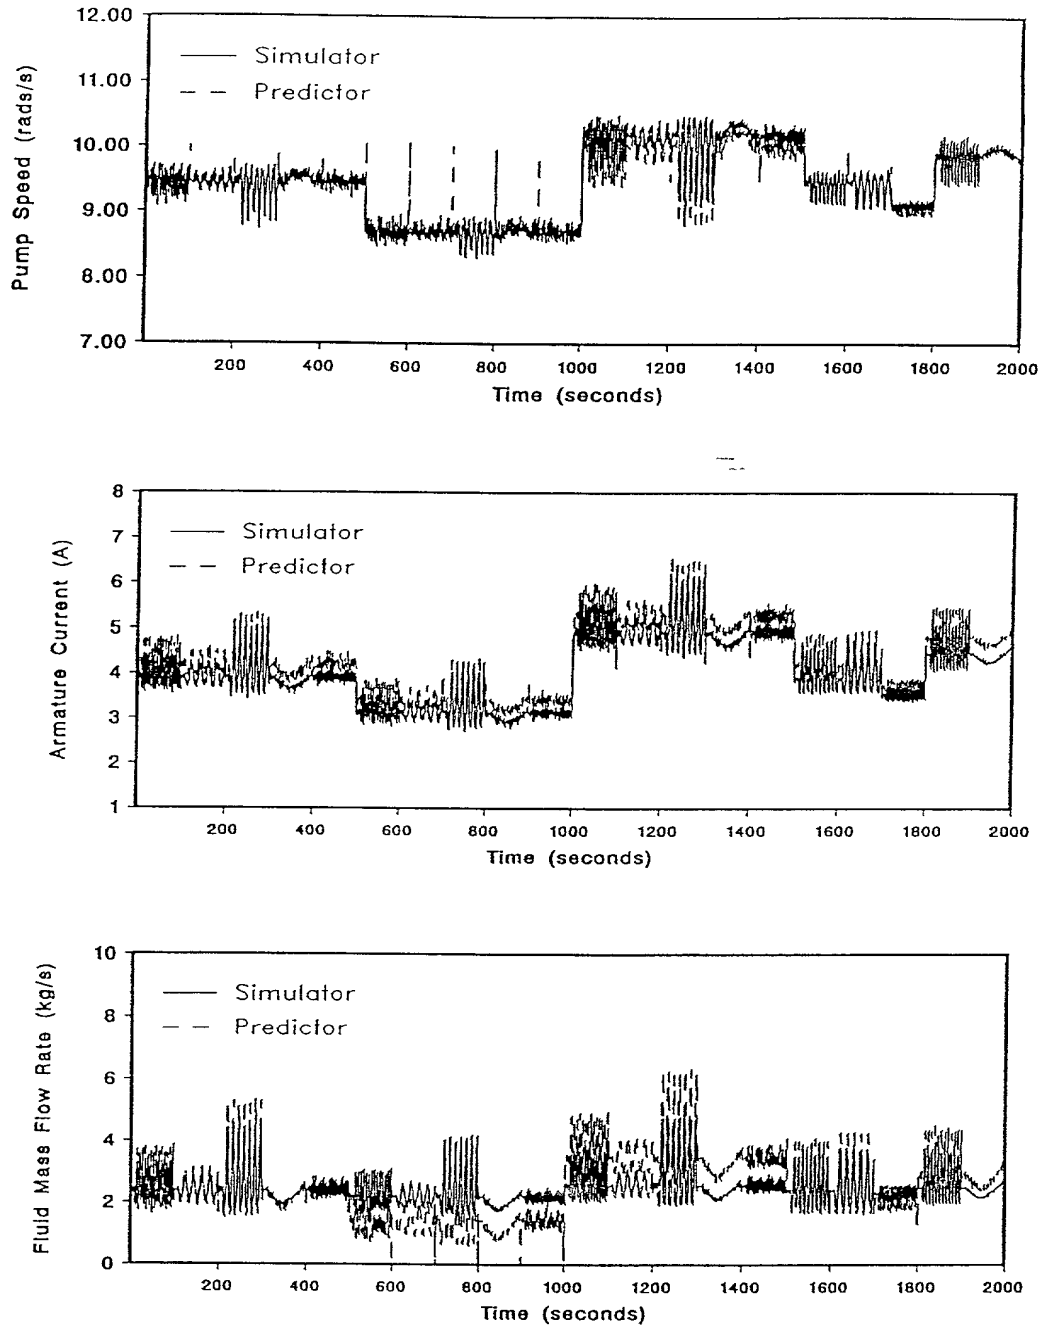 12.00
11.00
10.00
9.00
8.00
7.00
Pump Speed (rads/s)
Simulator
Predictor
200 400 600 800 1000 1200 1400 1600 1800 2000
Time (seconds)
8
7
6
5
4
3
2
1
Armature Current (A)
Simulator
Predictor
200 400 600 800 1000 1200 1400 1600 1800 2000
Time (seconds)
10
8
6
4
2
0
Fluid Mass Flow Rate (kg/s)
Simulator
Predictor
200 400 600 800 1000 1200 1400 1600 1800 2000
Time (seconds)